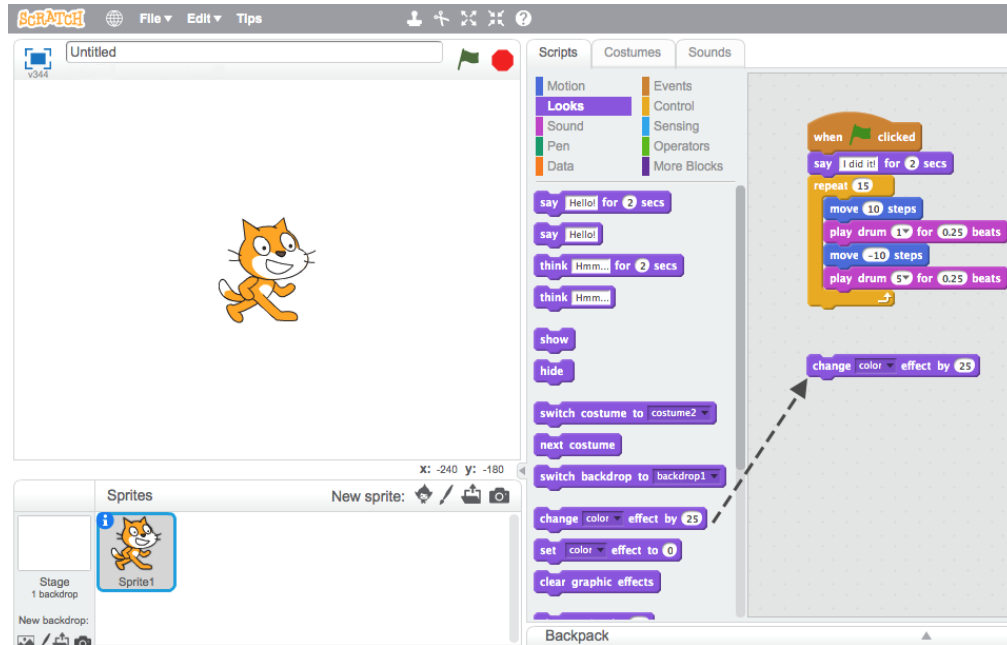 SCRATCH File Edit Tips
v344
Untitled
x: -240 y: -180
Sprites New sprite:
Sprite1
Stage
1 backdrop
New backdrop:
Scripts Costumes Sounds
Motion Events
Looks Control
Sound Sensing
Pen Operators
Data More Blocks
say Hello! for 2 secs
say Hello!
think Hmm... for 2 secs
think Hmm...
show
hide
switch costume to costume2
next costume
switch backdrop to backdrop1
change color effect by 25
set color effect to 0
clear graphic effects
Backpack
when clicked
say I did it! for 2 secs
repeat 15
move 10 steps
play drum 1 for 0.25 beats
move -10 steps
play drum 5 for 0.25 beats
change color effect by 25